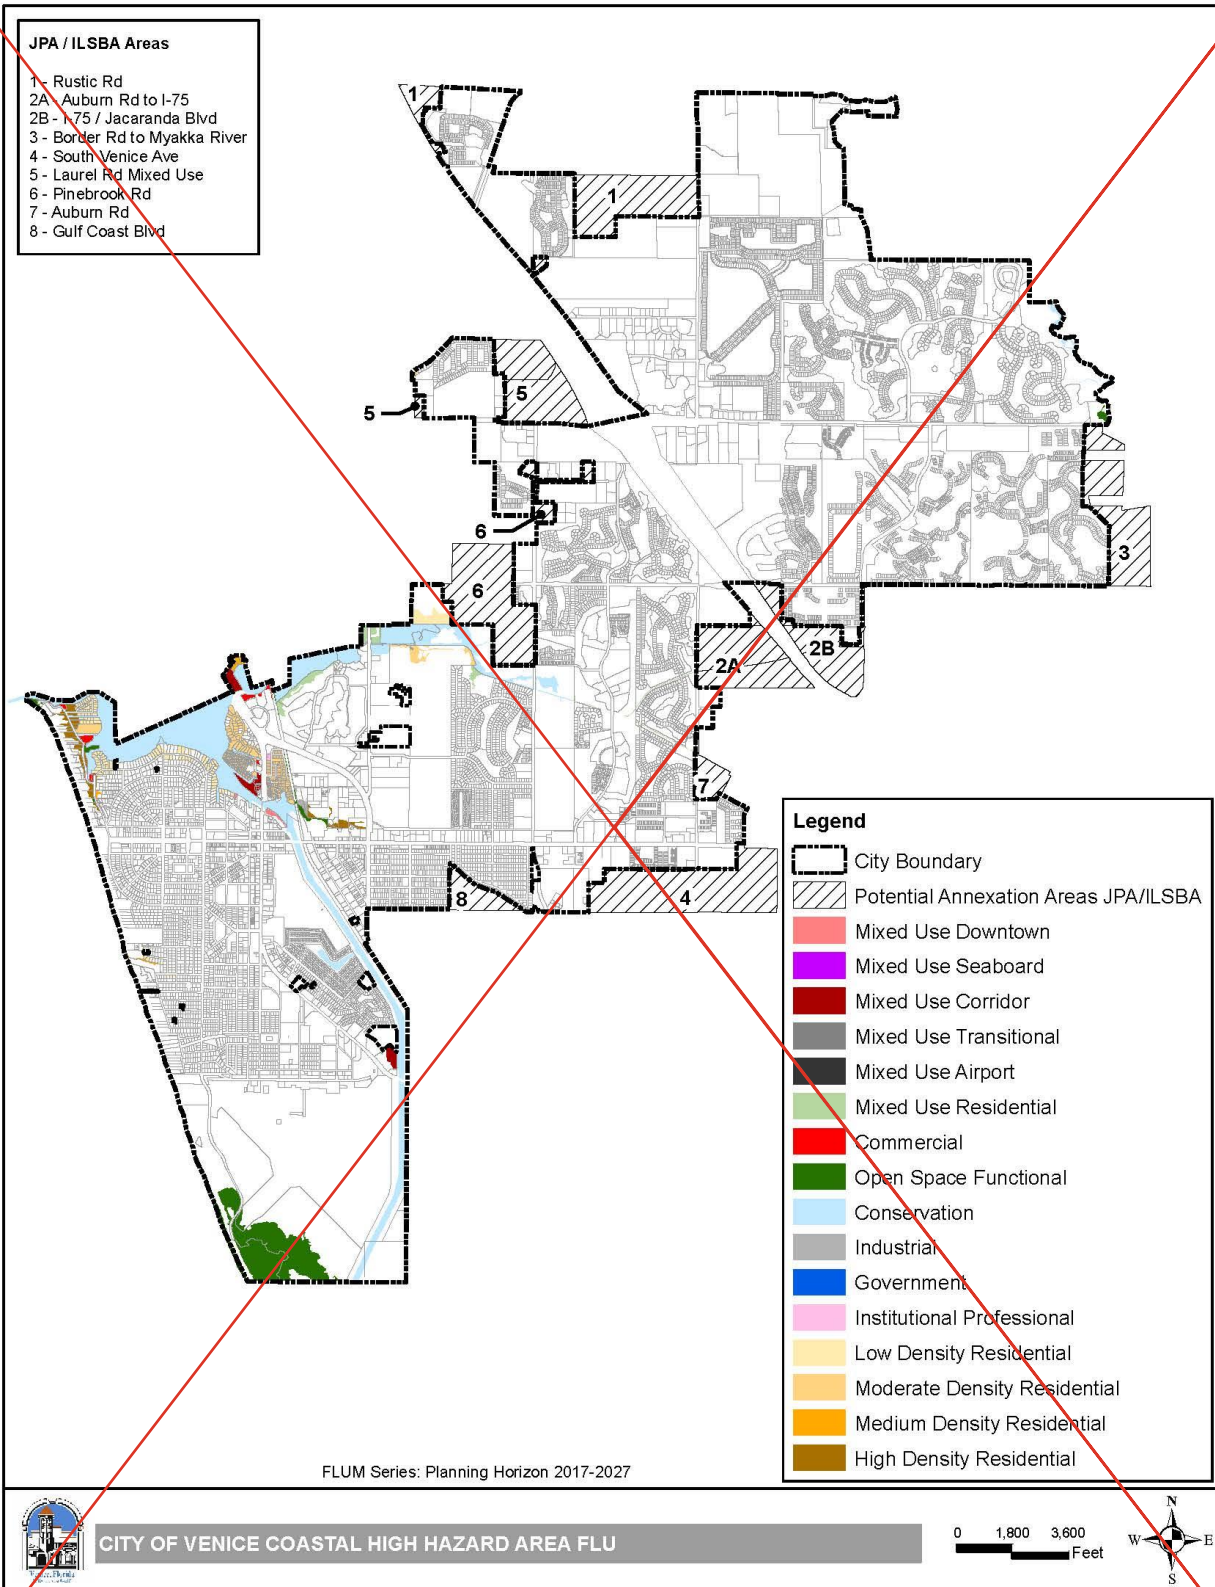 JPA / ILSBA Areas
1 - Rustic Rd
2A - Auburn Rd to I-75
2B - I-75 / Jacaranda Blvd
3 - Border Rd to Myakka River
4 - South Venice Ave
5 - Laurel Rd Mixed Use
6 - Pinebrook Rd
7 - Auburn Rd
8 - Gulf Coast Blvd
1
1
5
5
6
3
6
2B
2A
7
8
4
Legend
City Boundary
Potential Annexation Areas JPA/ILSBA
Mixed Use Downtown
Mixed Use Seaboard
Mixed Use Corridor
Mixed Use Transitional
Mixed Use Airport
Mixed Use Residential
Commercial
Open Space Functional
Conservation
Industrial
Government
Institutional Professional
Low Density Residential
Moderate Density Residential
Medium Density Residential
High Density Residential
FLUM Series: Planning Horizon 2017-2027
CITY OF VENICE COASTAL HIGH HAZARD AREA FLU
0 1,800 3,600
Feet
N
W E
S
Venice, Florida